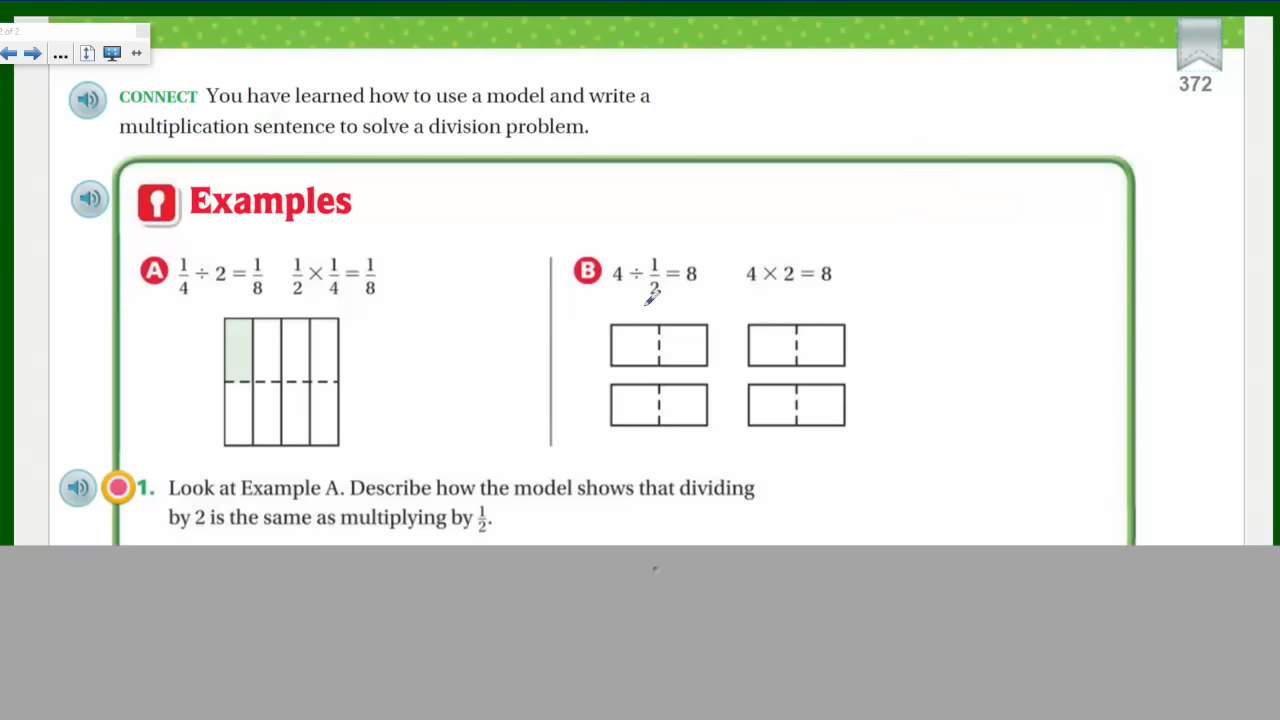 2 of 2
372
CONNECT You have learned how to use a model and write a
multiplication sentence to solve a division problem.
Examples
A 1/4 ÷ 2 = 1/8 1/2 × 1/4 = 1/8
B 4 ÷ 1/2 = 8 4 × 2 = 8
1. Look at Example A. Describe how the model shows that dividing
by 2 is the same as multiplying by 1/2.